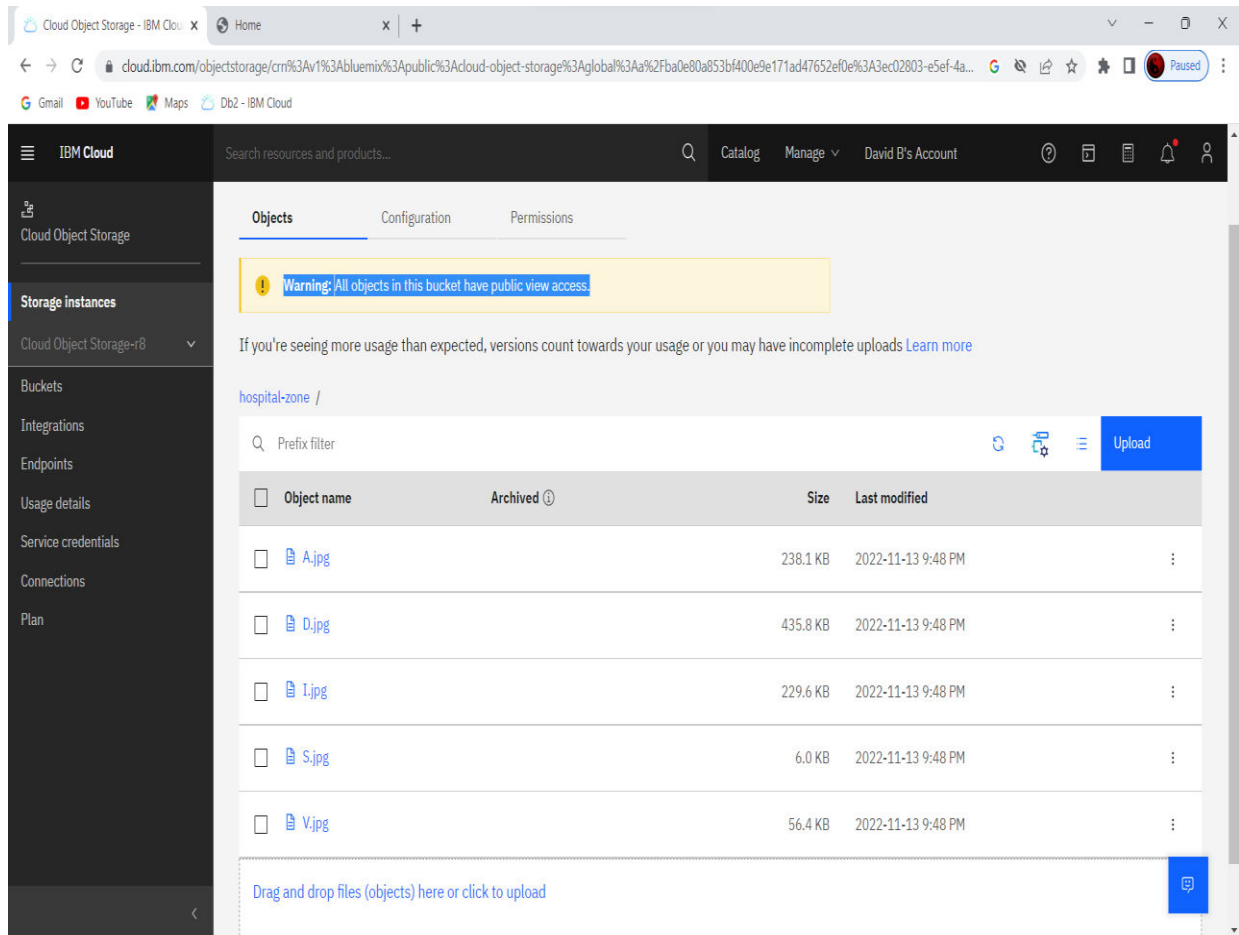 Cloud Object Storage - IBM Clou
Home
cloud.ibm.com/objectstorage/crn%3Av1%3Abluemix%3Apublic%3Acloud-object-storage%3Aglobal%3Aa%2Fba0e80a853bf400e9e171ad47652ef0e%3A3ec02803-e5ef-4a...
Paused
Gmail YouTube Maps Db2 - IBM Cloud
IBM Cloud Search resources and products... Catalog Manage David B's Account
Cloud Object Storage
Storage instances
Cloud Object Storage-r8
Buckets
Integrations
Endpoints
Usage details
Service credentials
Connections
Plan
Objects Configuration Permissions
Warning: All objects in this bucket have public view access.
If you're seeing more usage than expected, versions count towards your usage or you may have incomplete uploads Learn more
hospital-zone /
Prefix filter Upload
Object name Archived Size Last modified
A.jpg 238.1 KB 2022-11-13 9:48 PM
D.jpg 435.8 KB 2022-11-13 9:48 PM
I.jpg 229.6 KB 2022-11-13 9:48 PM
S.jpg 6.0 KB 2022-11-13 9:48 PM
V.jpg 56.4 KB 2022-11-13 9:48 PM
Drag and drop files (objects) here or click to upload